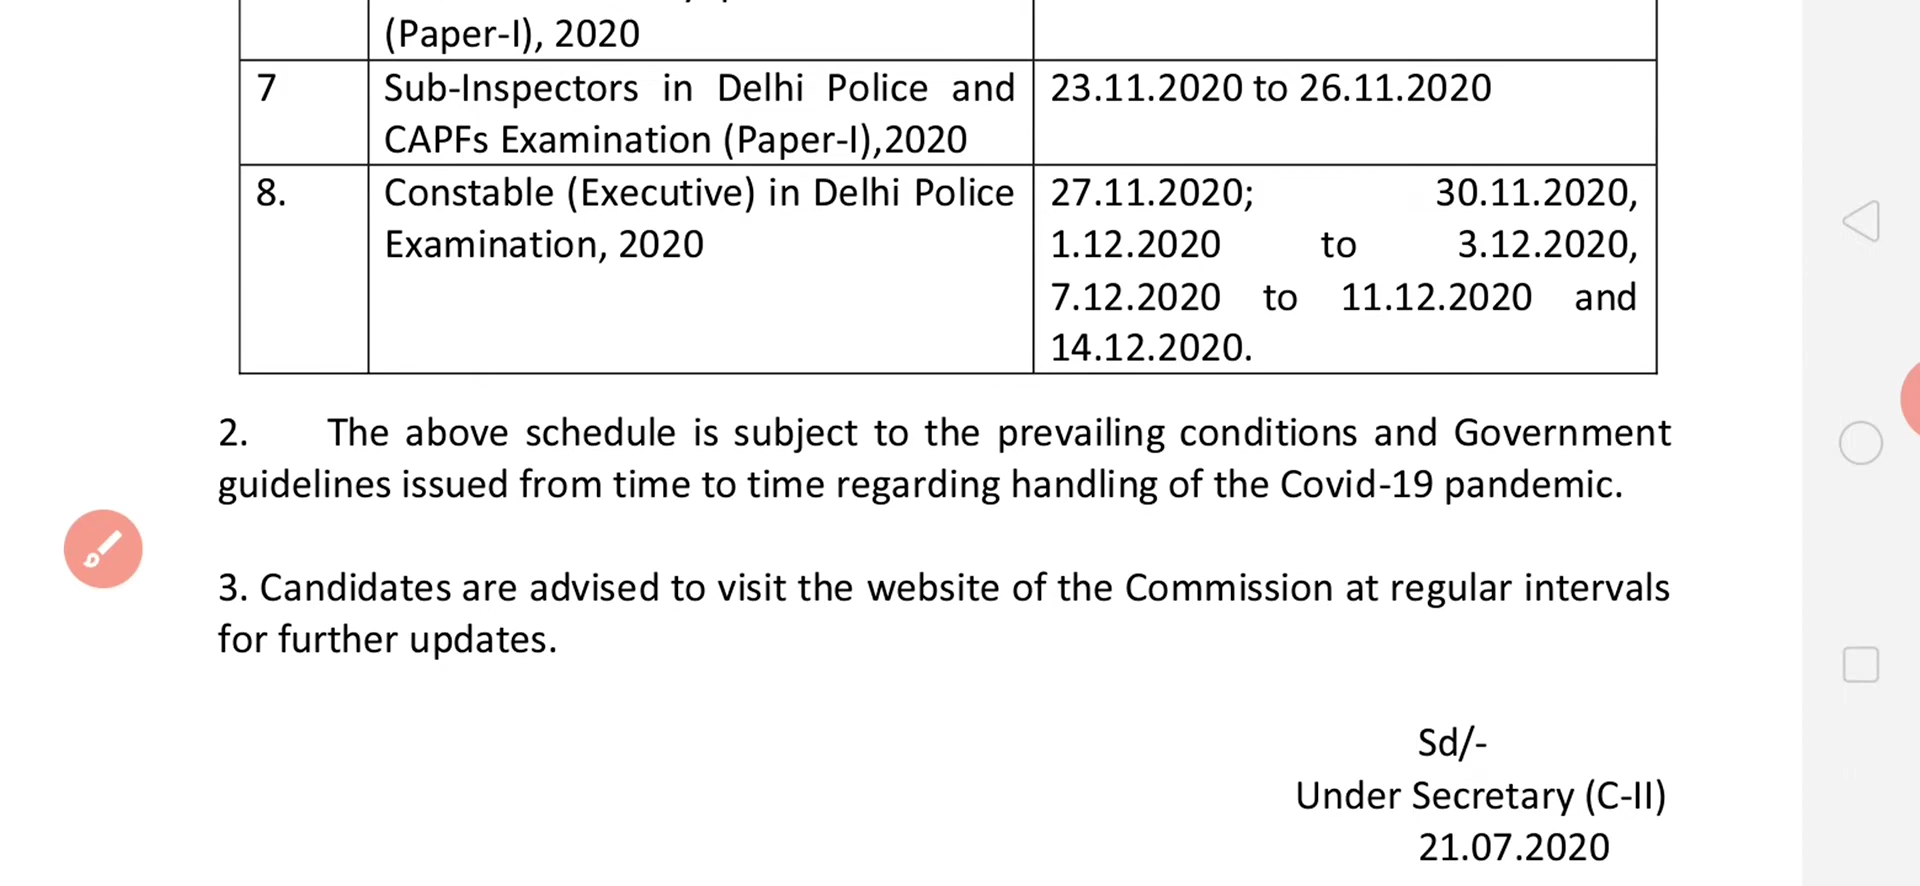 (Paper-I), 2020
7 Sub-Inspectors in Delhi Police and 23.11.2020 to 26.11.2020
CAPFs Examination (Paper-I),2020
8. Constable (Executive) in Delhi Police 27.11.2020; 30.11.2020,
Examination, 2020 1.12.2020 to 3.12.2020,
7.12.2020 to 11.12.2020 and
14.12.2020.
2. The above schedule is subject to the prevailing conditions and Government
guidelines issued from time to time regarding handling of the Covid-19 pandemic.
3. Candidates are advised to visit the website of the Commission at regular intervals
for further updates.
Sd/-
Under Secretary (C-II)
21.07.2020